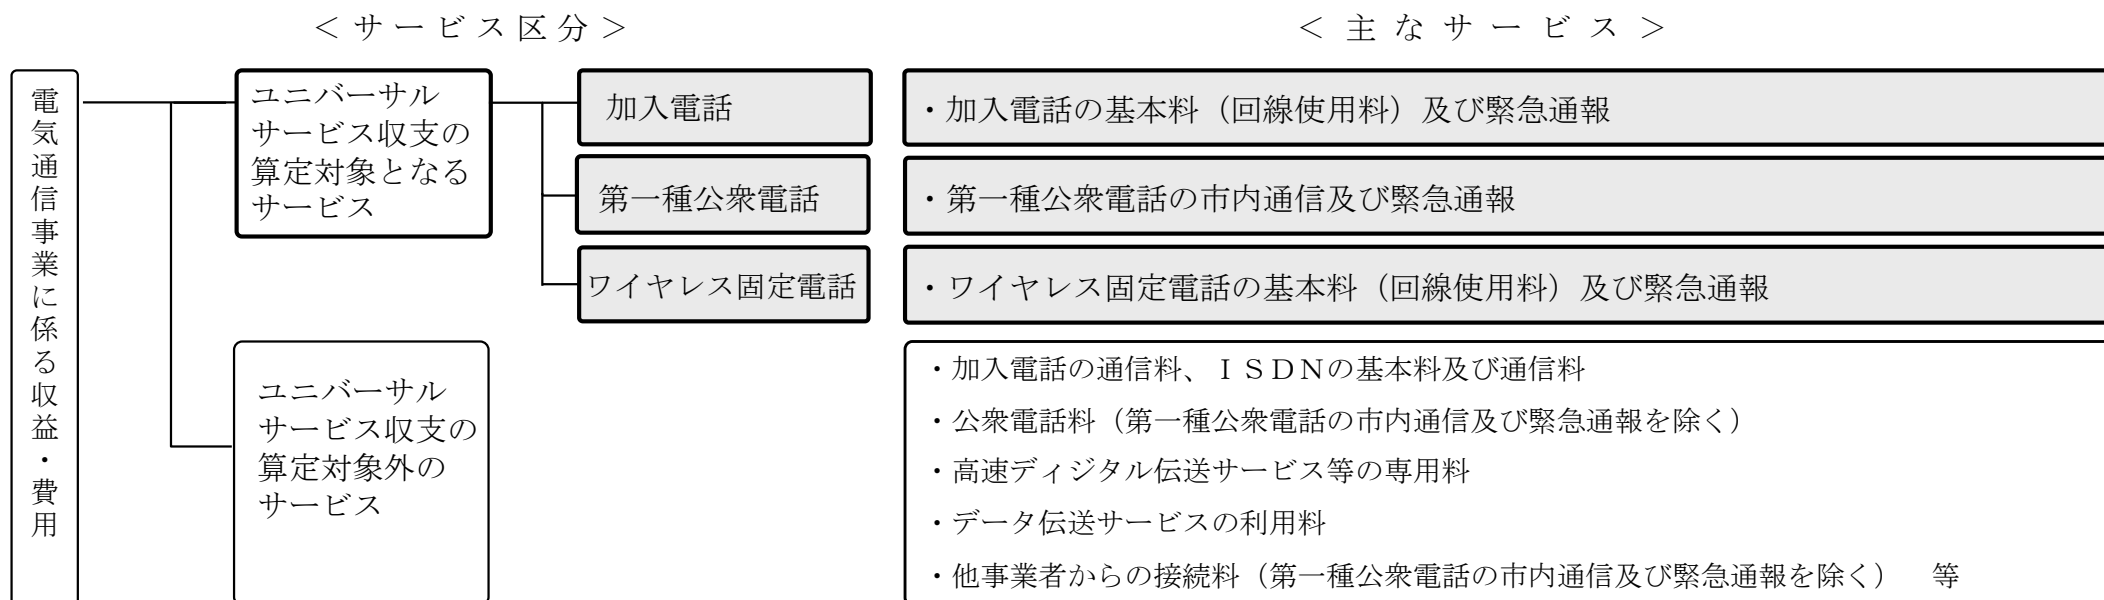 ＜サービス区分＞
＜主なサービス＞
電気通信事業に係る収益・費用
ユニバーサル
サービス収支の
算定対象となる
サービス
加入電話
・加入電話の基本料（回線使用料）及び緊急通報
第一種公衆電話
・第一種公衆電話の市内通信及び緊急通報
ワイヤレス固定電話
・ワイヤレス固定電話の基本料（回線使用料）及び緊急通報
ユニバーサル
サービス収支の
算定対象外の
サービス
・加入電話の通信料、ＩＳＤＮの基本料及び通信料
・公衆電話料（第一種公衆電話の市内通信及び緊急通報を除く）
・高速ディジタル伝送サービス等の専用料
・データ伝送サービスの利用料
・他事業者からの接続料（第一種公衆電話の市内通信及び緊急通報を除く）　等